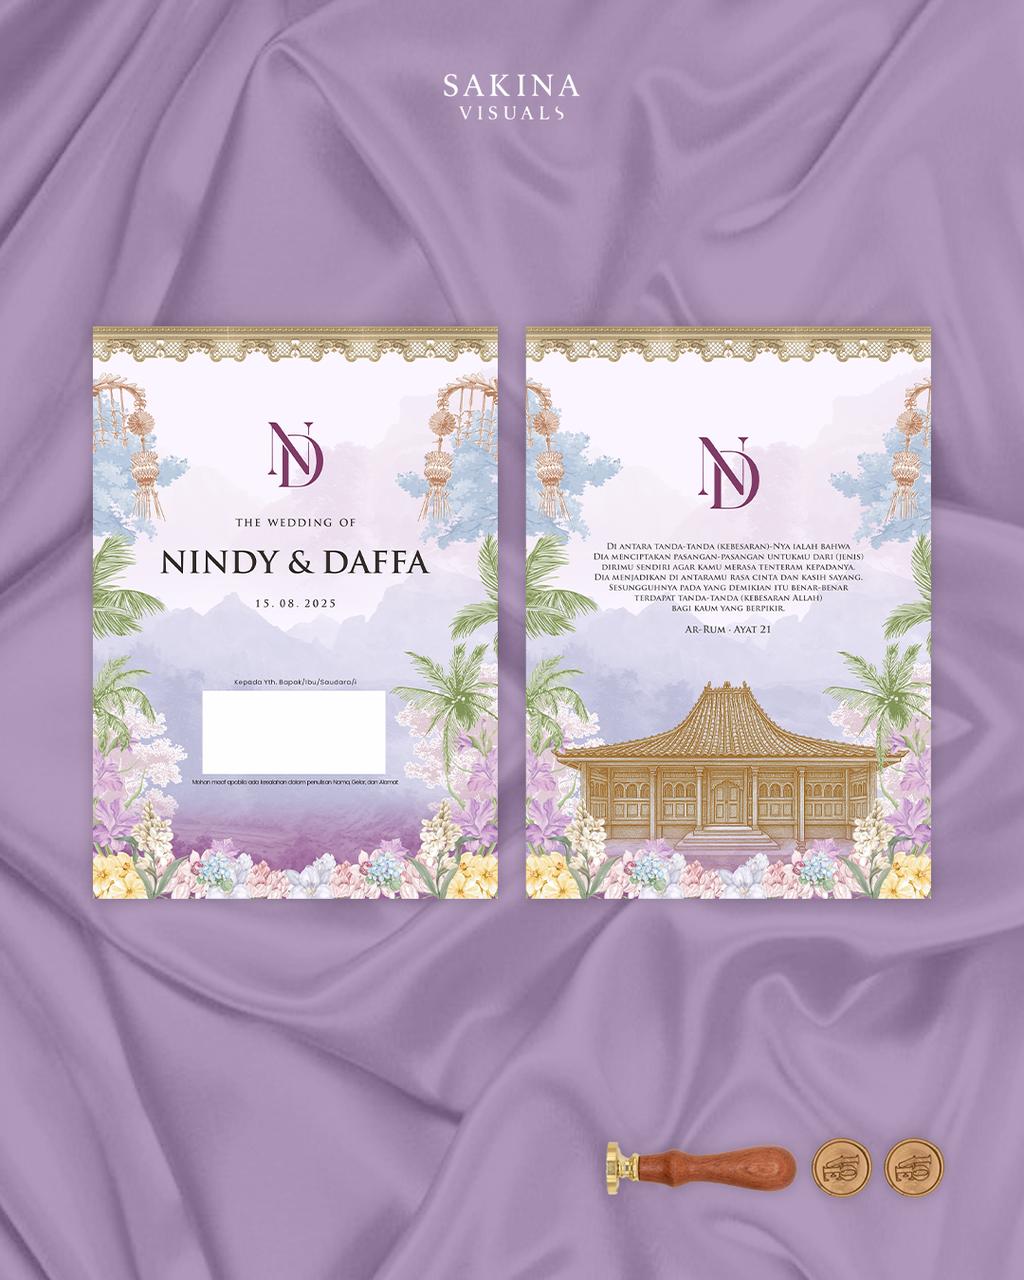 SAKINA
VISUALS
ND
THE WEDDING OF
NINDY & DAFFA
15. 08. 2025
Kepada Yth. Bapak/Ibu/Saudara/i
Mohon maaf apabila ada kesalahan dalam penulisan Nama, Gelar, dan Alamat
ND
DI ANTARA TANDA-TANDA (KEBESARAN)-NYA IALAH BAHWA
DIA MENCIPTAKAN PASANGAN-PASANGAN UNTUKMU DARI (JENIS)
DIRIMU SENDIRI AGAR KAMU MERASA TENTERAM KEPADANYA.
DIA MENJADIKAN DI ANTARAMU RASA CINTA DAN KASIH SAYANG.
SESUNGGUHNYA PADA YANG DEMIKIAN ITU BENAR-BENAR
TERDAPAT TANDA-TANDA (KEBESARAN ALLAH)
BAGI KAUM YANG BERPIKIR.
AR-RUM · AYAT 21